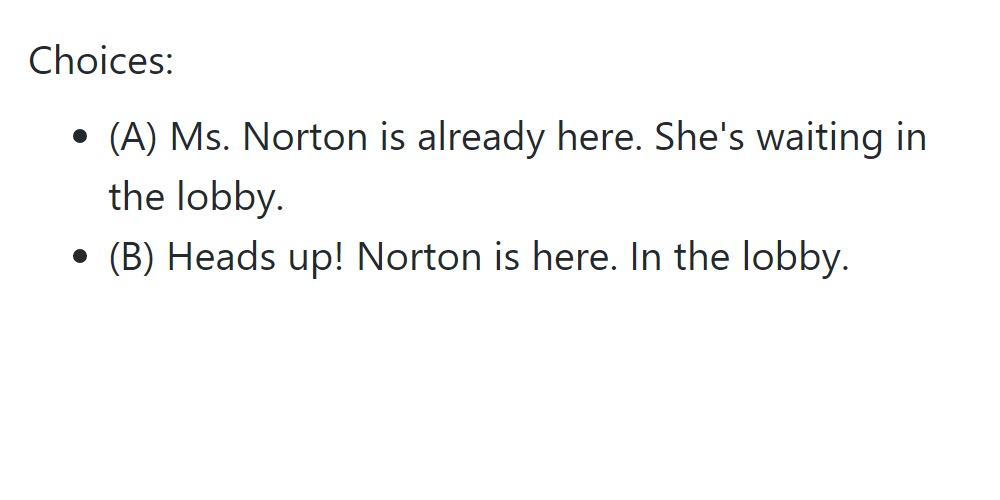 Choices:
• (A) Ms. Norton is already here. She's waiting in
the lobby.
• (B) Heads up! Norton is here. In the lobby.